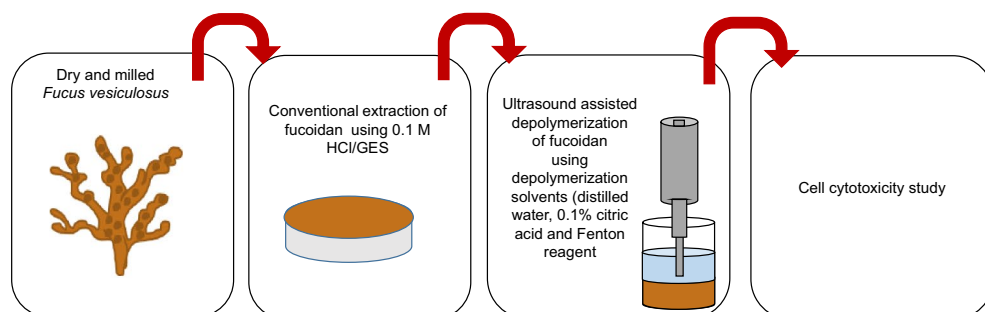 Dry and milled
Fucus vesiculosus
Conventional extraction of
fucoidan using 0.1 M
HCl/GES
Ultrasound assisted
depolymerization
of fucoidan
using
depolymerization
solvents (distilled
water, 0.1% citric
acid and Fenton
reagent
Cell cytotoxicity study